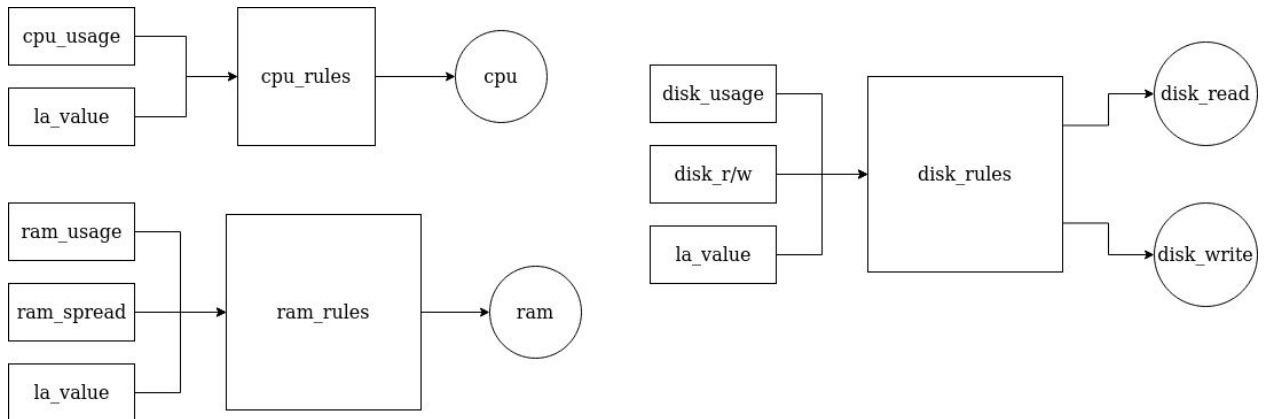 cpu_usage
la_value
cpu_rules
cpu
ram_usage
ram_spread
la_value
ram_rules
ram
disk_usage
disk_r/w
la_value
disk_rules
disk_read
disk_write